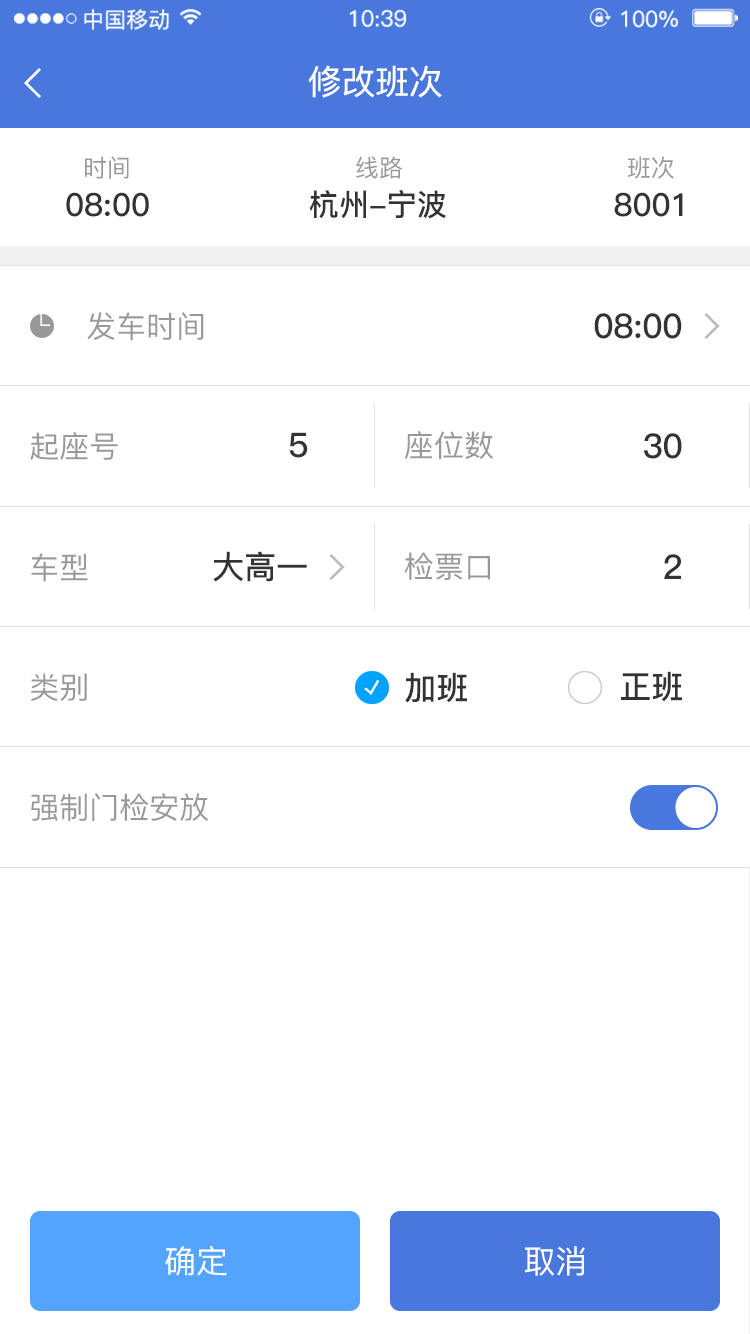 中国移动 10:39 100%
修改班次
时间 线路 班次
08:00 杭州–宁波 8001
发车时间 08:00
起座号 5 座位数 30
车型 大高一 检票口 2
类别 加班 正班
强制门检安放
确定 取消